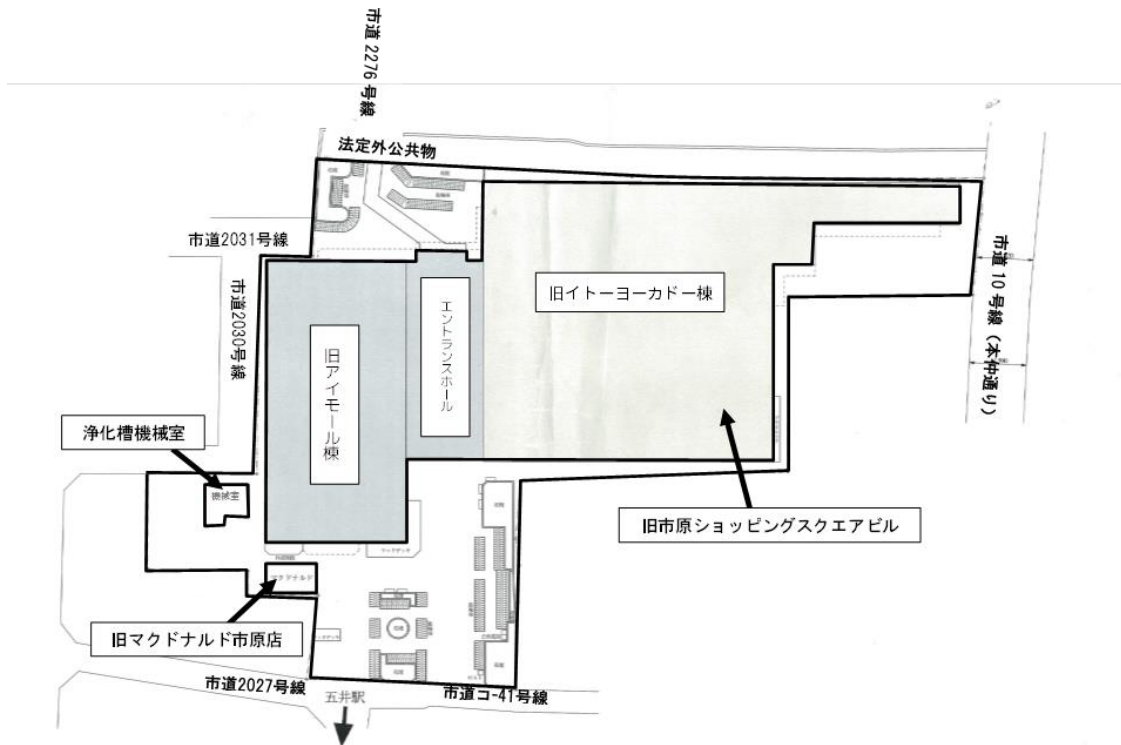 市道 2276 号線
法定外公共物
市道2031号線
市道2030号線
旧イトーヨーカドー棟
エントランスホール
旧アイモール棟
市道 10 号線（本仲通り）
浄化槽機械室
機械室
旧市原ショッピングスクエアビル
マクドナルド
旧マクドナルド市原店
市道2027号線
五井駅
市道コ-41号線